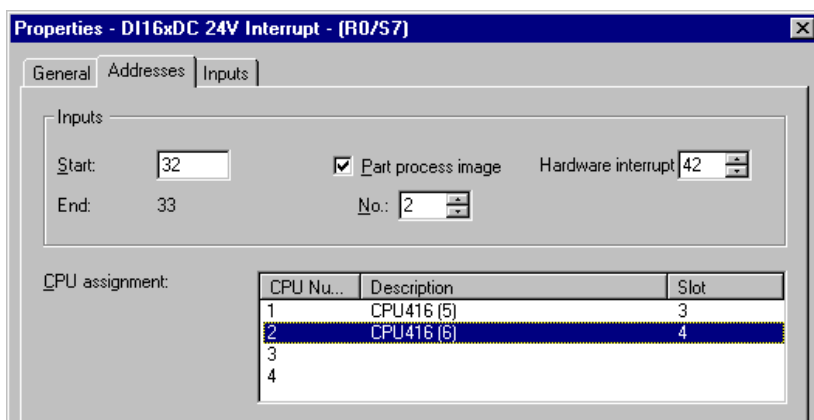 Properties - DI16xDC 24V Interrupt - (R0/S7)
General Addresses Inputs
Inputs
Start: 32 Part process image Hardware interrupt 42
End: 33 No.: 2
CPU assignment:
CPU Nu... Description Slot
1 CPU416 (5) 3
2 CPU416 (6) 4
3
4